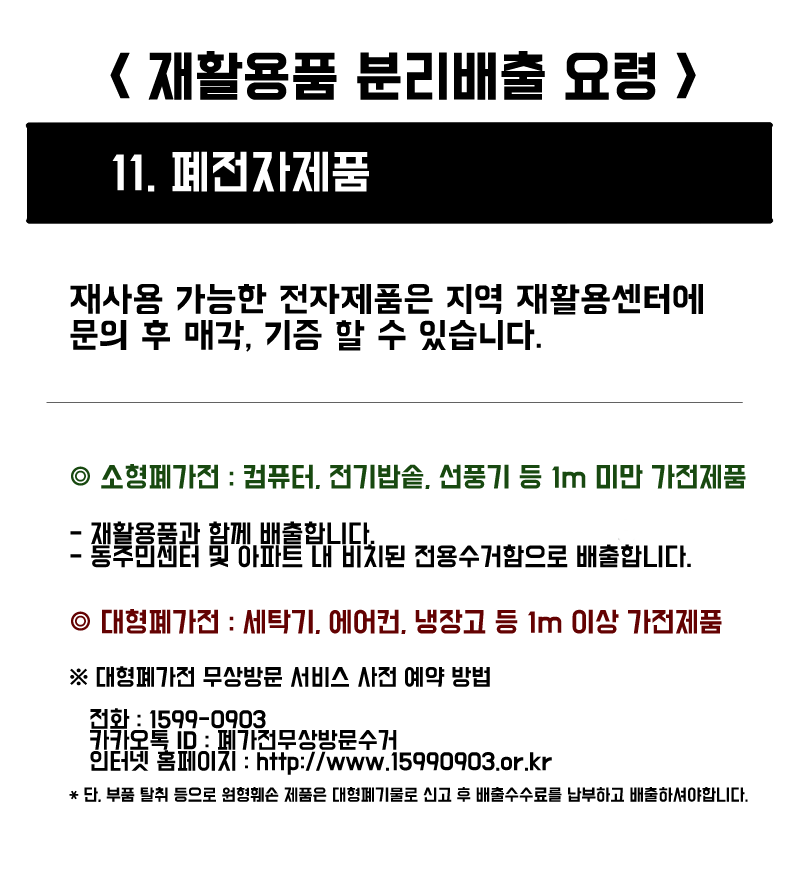 < 재활용품 분리배출 요령 >
11. 폐전자제품
재사용 가능한 전자제품은 지역 재활용센터에
문의 후 매각, 기증 할 수 있습니다.
◎ 소형폐가전 : 컴퓨터, 전기밥솥, 선풍기 등 1m 미만 가전제품
- 재활용품과 함께 배출합니다.
- 동주민센터 및 아파트 내 비치된 전용수거함으로 배출합니다.
◎ 대형폐가전 : 세탁기, 에어컨, 냉장고 등 1m 이상 가전제품
※ 대형폐가전 무상방문 서비스 사전 예약 방법
전화 : 1599-0903
카카오톡 ID : 폐가전무상방문수거
인터넷 홈페이지 : http://www.15990903.or.kr
* 단, 부품 탈취 등으로 원형훼손 제품은 대형폐기물로 신고 후 배출수수료를 납부하고 배출하셔야합니다.